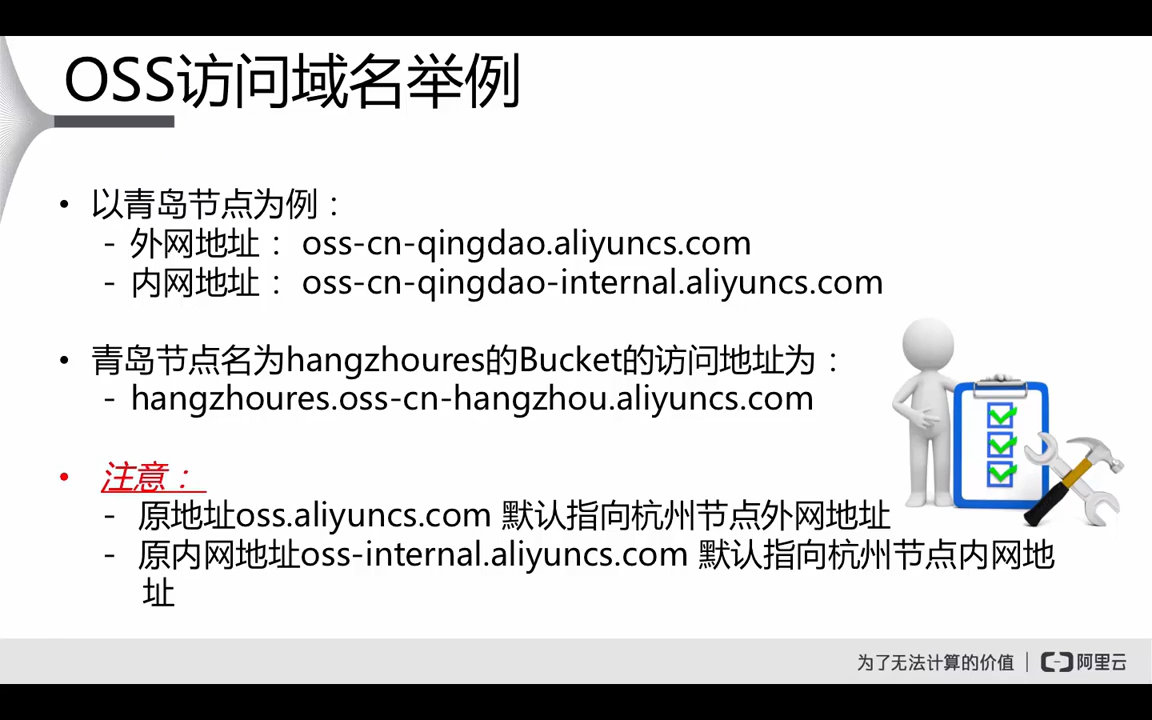 OSS访问域名举例
• 以青岛节点为例：
- 外网地址： oss-cn-qingdao.aliyuncs.com
- 内网地址： oss-cn-qingdao-internal.aliyuncs.com
• 青岛节点名为hangzhoures的Bucket的访问地址为：
- hangzhoures.oss-cn-hangzhou.aliyuncs.com
• 注意：
- 原地址oss.aliyuncs.com 默认指向杭州节点外网地址
- 原内网地址oss-internal.aliyuncs.com 默认指向杭州节点内网地
址
为了无法计算的价值 | 阿里云